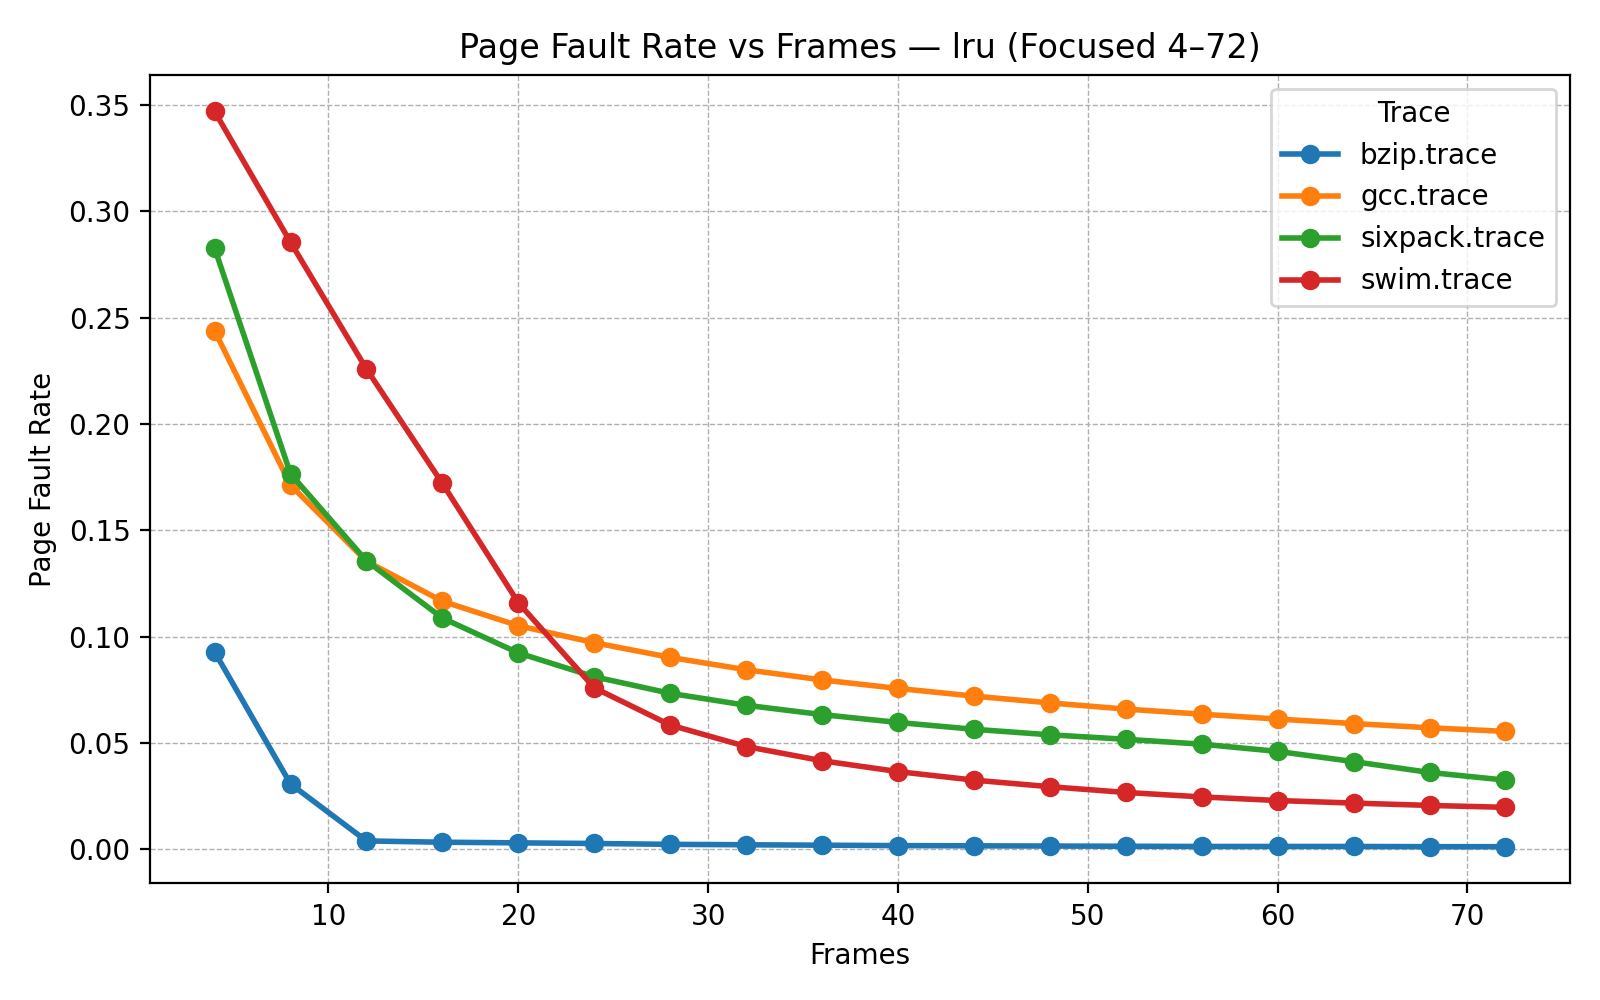 Page Fault Rate vs Frames — lru (Focused 4–72)
Trace
bzip.trace
gcc.trace
sixpack.trace
swim.trace
Page Fault Rate
0.35
0.30
0.25
0.20
0.15
0.10
0.05
0.00
10 20 30 40 50 60 70
Frames